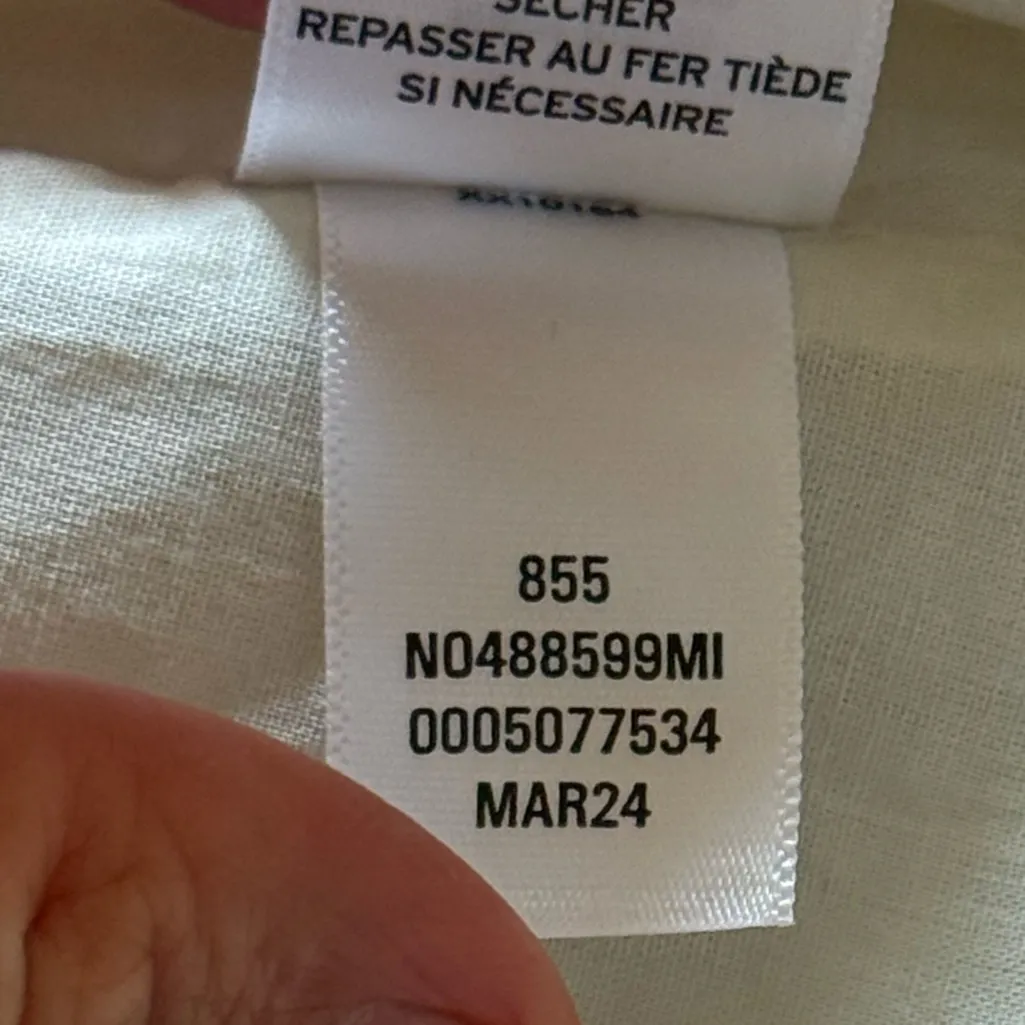 SÉCHER
REPASSER AU FER TIÈDE
SI NÉCESSAIRE
855
N0488599MI
0005077534
MAR24